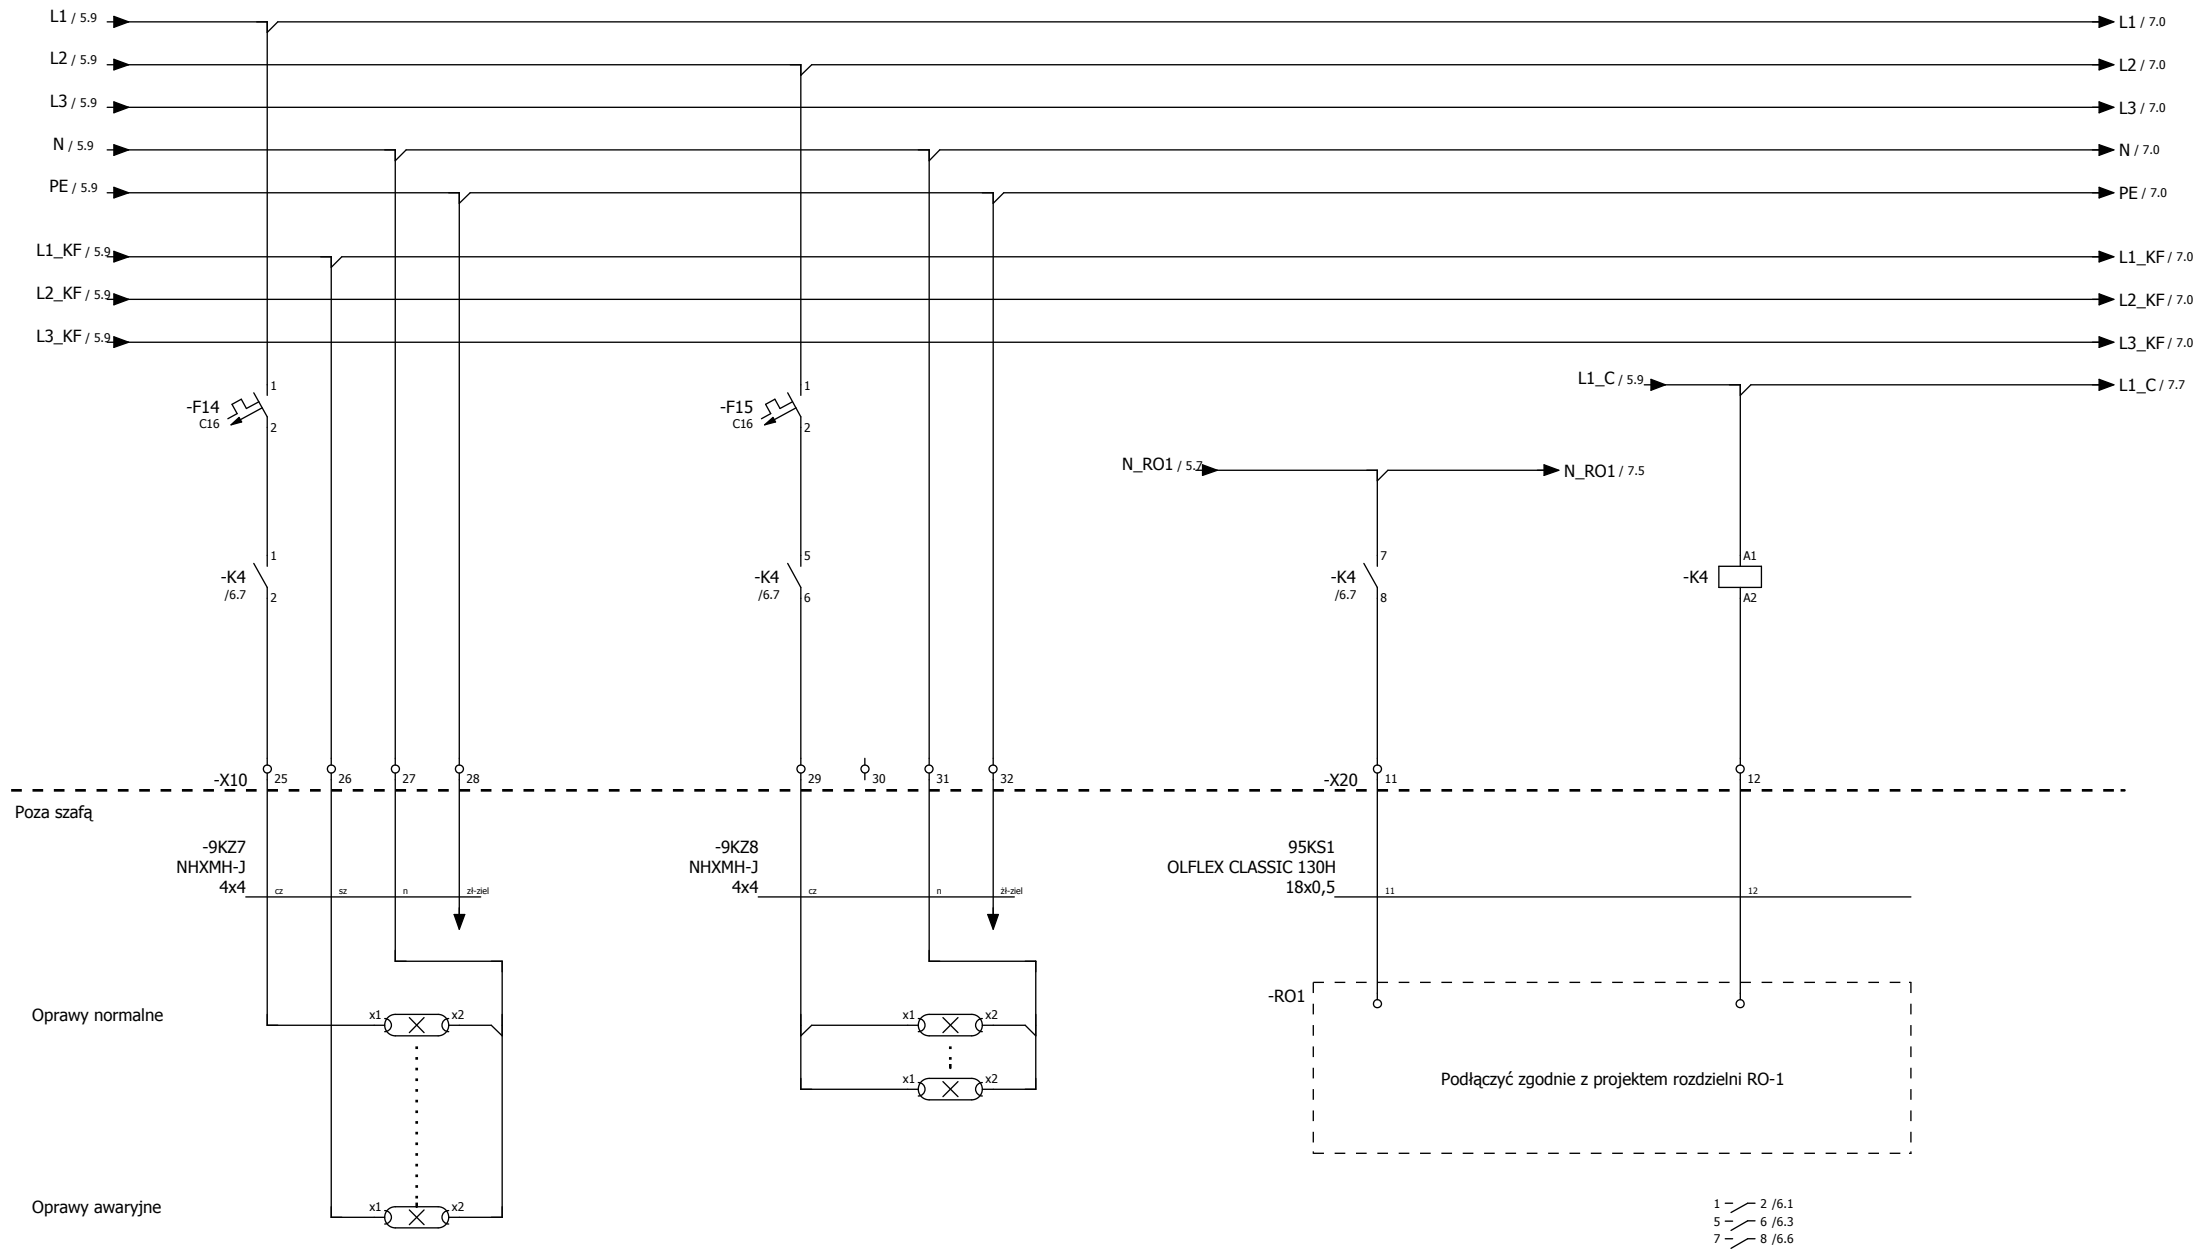 L1 / 5.9
L1 / 7.0
L2 / 5.9
L2 / 7.0
L3 / 5.9
L3 / 7.0
N / 5.9
N / 7.0
PE / 5.9
PE / 7.0
L1_KF / 5.9
L1_KF / 7.0
L2_KF / 5.9
L2_KF / 7.0
L3_KF / 5.9
L3_KF / 7.0
L1_C / 5.9
L1_C / 7.7
1
-F14
C16
2
1
-F15
C16
2
N_RO1 / 5.7
N_RO1 / 7.5
1
-K4
/6.7
2
5
-K4
/6.7
6
7
-K4
/6.7
8
A1
-K4
A2
-X10
25
26
27
28
29
30
31
32
-X20
11
12
Poza szafą
-9KZ7
NHXMH-J
4x4
cz
sz
n
zł-ziel
-9KZ8
NHXMH-J
4x4
cz
n
żł-ziel
95KS1
OLFLEX CLASSIC 130H
18x0,5
11
12
-RO1
Oprawy normalne
x1
x2
x1
x2
x1
x2
Podłączyć zgodnie z projektem rozdzielni RO-1
Oprawy awaryjne
x1
x2
1 2 /6.1
5 6 /6.3
7 8 /6.6